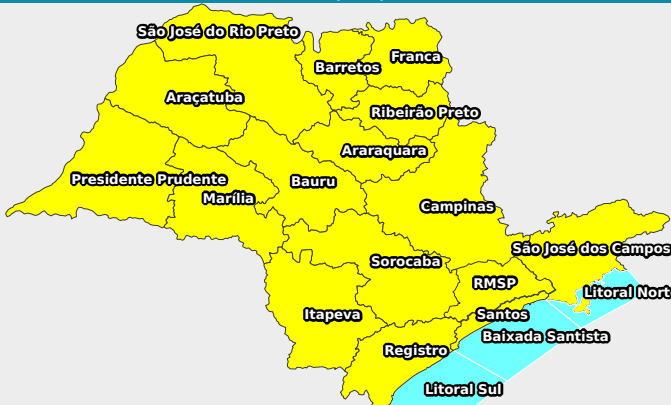 São José do Rio Preto
Franca
Barretos
Araçatuba
Ribeirão Preto
Araraquara
Presidente Prudente
Bauru
Marília
Campinas
São José dos Campos
Sorocaba
RMSP
Litoral Nort
Itapeva
Santos
Baixada Santista
Registro
Litoral Sul